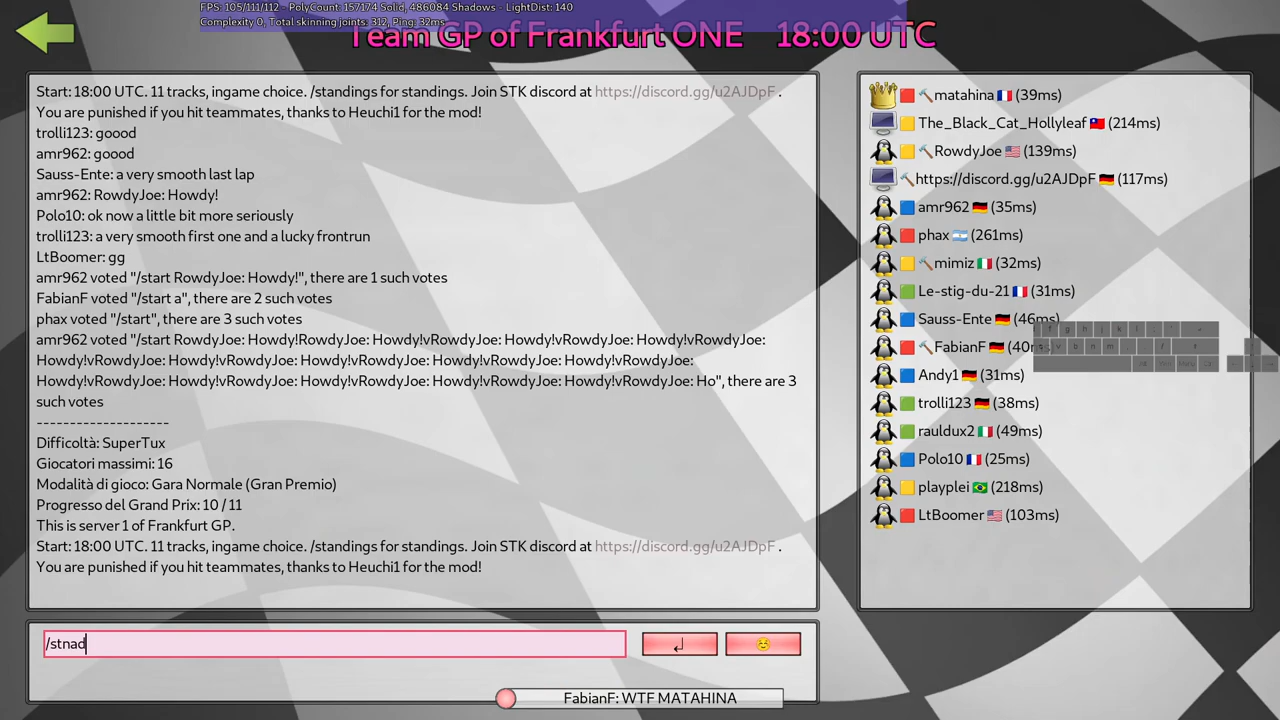 FPS: 105/111/112 - PolyCount: 157174 Solid, 486084 Shadows - LightDist: 140
Complexity 0, Total skinning joints: 312, Ping: 32ms
Team GP of Frankfurt ONE 18:00 UTC
Start: 18:00 UTC. 11 tracks, ingame choice. /standings for standings. Join STK discord at https://discord.gg/u2AJDpF .
You are punished if you hit teammates, thanks to Heuchi1 for the mod!
trolli123: goood
amr962: goood
Sauss-Ente: a very smooth last lap
amr962: RowdyJoe: Howdy!
Polo10: ok now a little bit more seriously
trolli123: a very smooth first one and a lucky frontrun
LtBoomer: gg
amr962 voted "/start RowdyJoe: Howdy!", there are 1 such votes
FabianF voted "/start a", there are 2 such votes
phax voted "/start", there are 3 such votes
amr962 voted "/start RowdyJoe: Howdy!RowdyJoe: Howdy!vRowdyJoe: Howdy!vRowdyJoe: Howdy!vRowdyJoe:
Howdy!vRowdyJoe: Howdy!vRowdyJoe: Howdy!vRowdyJoe: Howdy!vRowdyJoe: Howdy!vRowdyJoe:
Howdy!vRowdyJoe: Howdy!vRowdyJoe: Howdy!vRowdyJoe: Howdy!vRowdyJoe: Howdy!vRowdyJoe: Ho", there are 3
such votes
--------------------
Difficoltà: SuperTux
Giocatori massimi: 16
Modalità di gioco: Gara Normale (Gran Premio)
Progresso del Grand Prix: 10 / 11
This is server 1 of Frankfurt GP.
Start: 18:00 UTC. 11 tracks, ingame choice. /standings for standings. Join STK discord at https://discord.gg/u2AJDpF .
You are punished if you hit teammates, thanks to Heuchi1 for the mod!
/stnad
FabianF: WTF MATAHINA
matahina (39ms)
The_Black_Cat_Hollyleaf (214ms)
RowdyJoe (139ms)
https://discord.gg/u2AJDpF (117ms)
amr962 (35ms)
phax (261ms)
mimiz (32ms)
Le-stig-du-21 (31ms)
Sauss-Ente (46ms)
FabianF
Andy1 (31ms)
trolli123 (38ms)
rauldux2 (49ms)
Polo10 (25ms)
playplei (218ms)
LtBoomer (103ms)